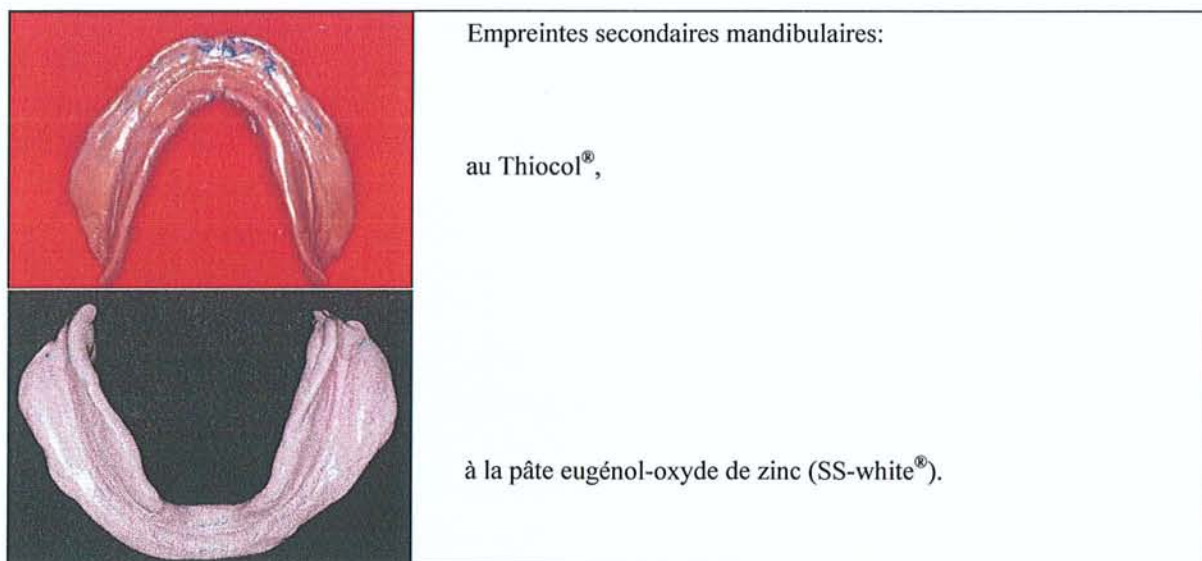 Empreintes secondaires mandibulaires:
au Thiocol®,
à la pâte eugénol-oxyde de zinc (SS-white®).